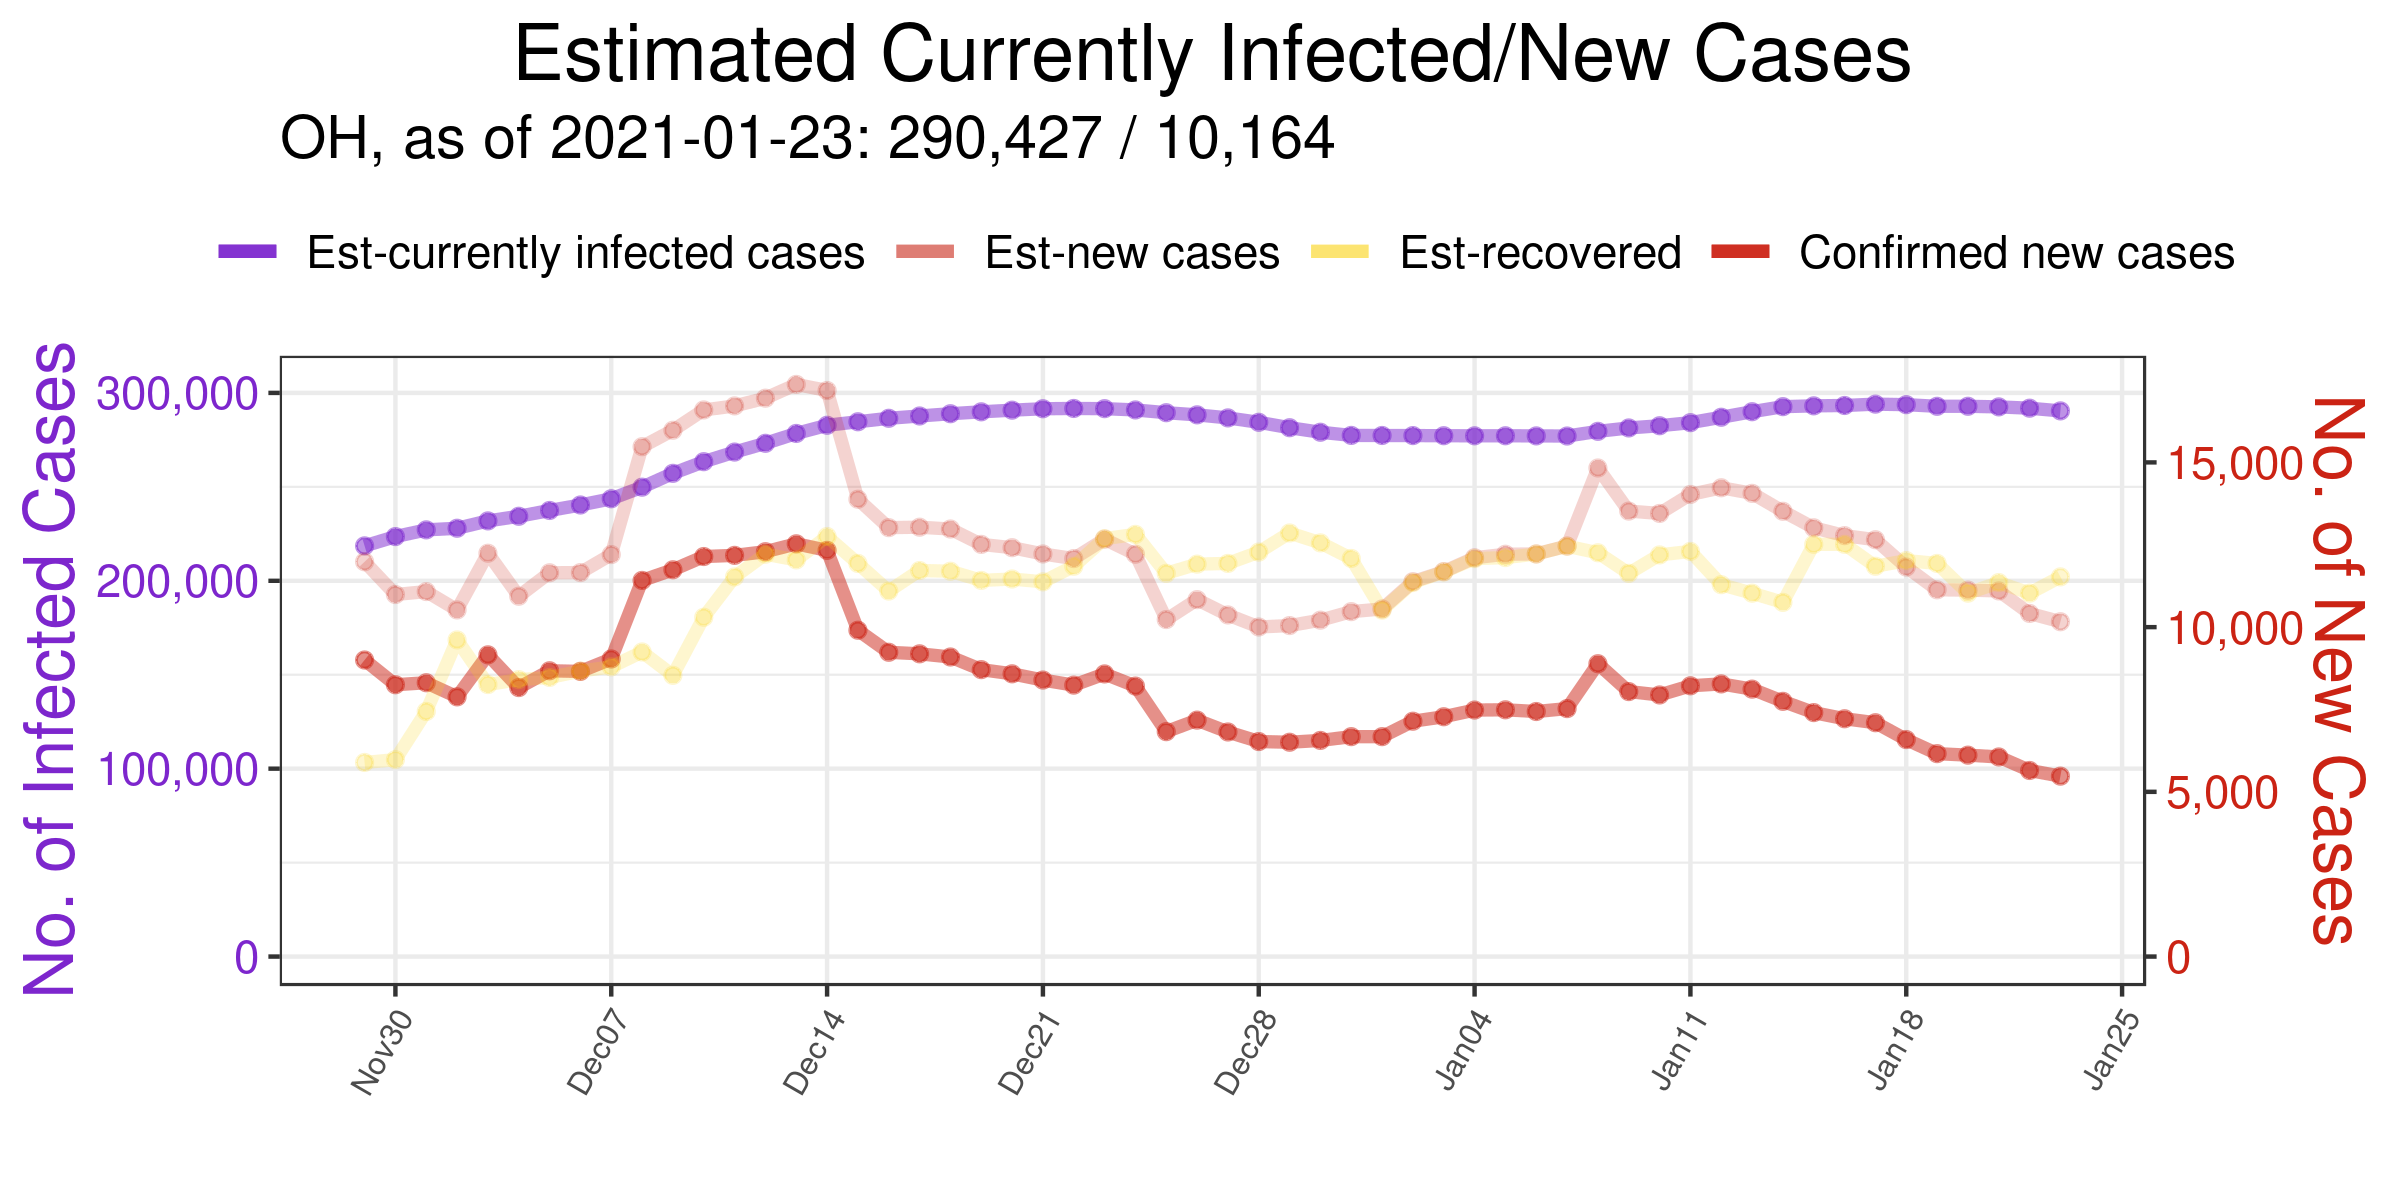 Estimated Currently Infected/New Cases
OH, as of 2021-01-23: 290,427 / 10,164
Est-currently infected cases Est-new cases Est-recovered Confirmed new cases
No. of Infected Cases
300,000
200,000
100,000
0
15,000
10,000
5,000
0
No. of New Cases
Nov30 Dec07 Dec14 Dec21 Dec28 Jan04 Jan11 Jan18 Jan25